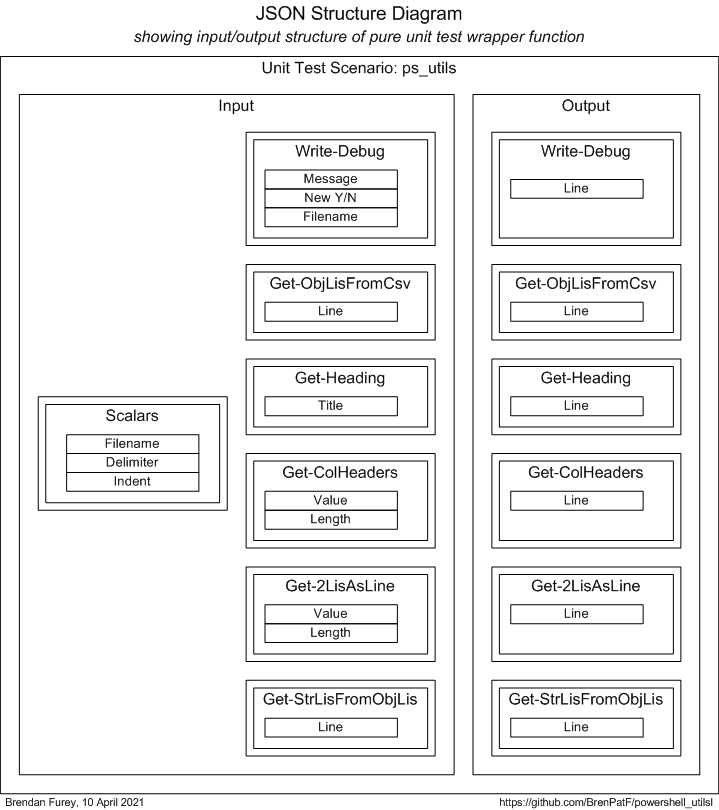 JSON Structure Diagram
showing input/output structure of pure unit test wrapper function
Unit Test Scenario: ps_utils
Input
Scalars
Filename
Delimiter
Indent
Write-Debug
Message
New Y/N
Filename
Get-ObjLisFromCsv
Line
Get-Heading
Title
Get-ColHeaders
Value
Length
Get-2LisAsLine
Value
Length
Get-StrLisFromObjLis
Line
Output
Write-Debug
Line
Get-ObjLisFromCsv
Line
Get-Heading
Line
Get-ColHeaders
Line
Get-2LisAsLine
Line
Get-StrLisFromObjLis
Line
Brendan Furey, 10 April 2021
https://github.com/BrenPatF/powershell_utilsl